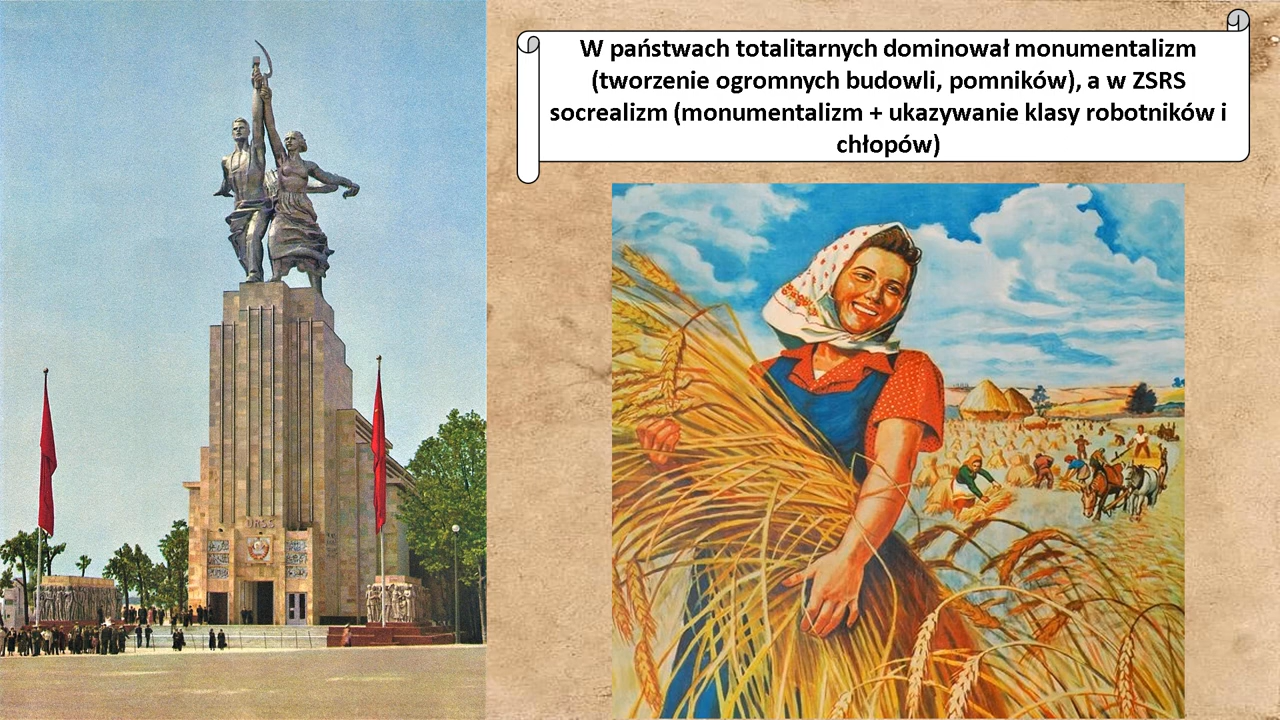 W państwach totalitarnych dominował monumentalizm
(tworzenie ogromnych budowli, pomników), a w ZSRS
socrealizm (monumentalizm + ukazywanie klasy robotników i
chłopów)
URSS